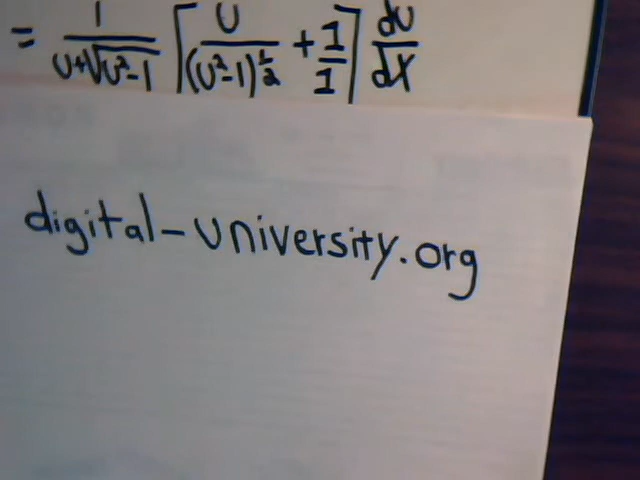 = 1/(U+√(U²-1)) [U/(U²-1)^(1/2) + 1/1] dU/dX
digital-University.org